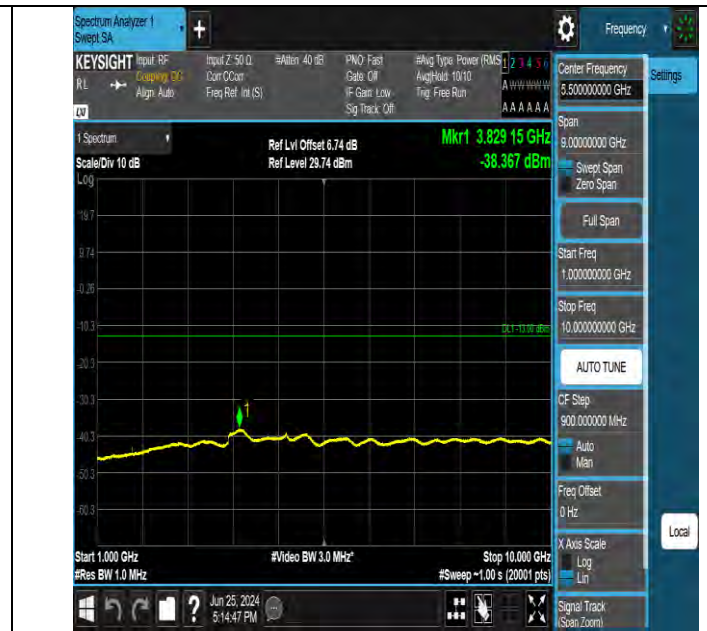 Spectrum Analyzer 1
Swept SA
+
Frequency
KEYSIGHT
RL
Input: RF
Coupling: DC
Align: Auto
Input Z: 50 Ω
Corr CCorr
Freq Ref: Int (S)
#Atten: 40 dB
PNO: Fast
Gate: Off
IF Gain: Low
Sig Track: Off
#Avg Type: Power (RMS
Avg|Hold: 10/10
Trig: Free Run
1 2 3 4 5 6
A W W W W W
A A A A A A
1 Spectrum
Scale/Div 10 dB
Log
Ref Lvl Offset 6.74 dB
Ref Level 29.74 dBm
Mkr1 3.829 15 GHz
-38.367 dBm
19.7
9.74
-0.26
-10.3
-20.3
-30.3
-40.3
-50.3
-60.3
DL1 -13.00 dBm
1
Start 1.000 GHz
#Res BW 1.0 MHz
#Video BW 3.0 MHz*
Stop 10.000 GHz
#Sweep ~1.00 s (20001 pts)
?
Jun 25, 2024
5:14:47 PM
Center Frequency
5.500000000 GHz
Settings
Span
9.00000000 GHz
Swept Span
Zero Span
Full Span
Start Freq
1.000000000 GHz
Stop Freq
10.000000000 GHz
AUTO TUNE
CF Step
900.000000 MHz
Auto
Man
Freq Offset
0 Hz
X Axis Scale
Log
Lin
Local
Signal Track
(Span Zoom)